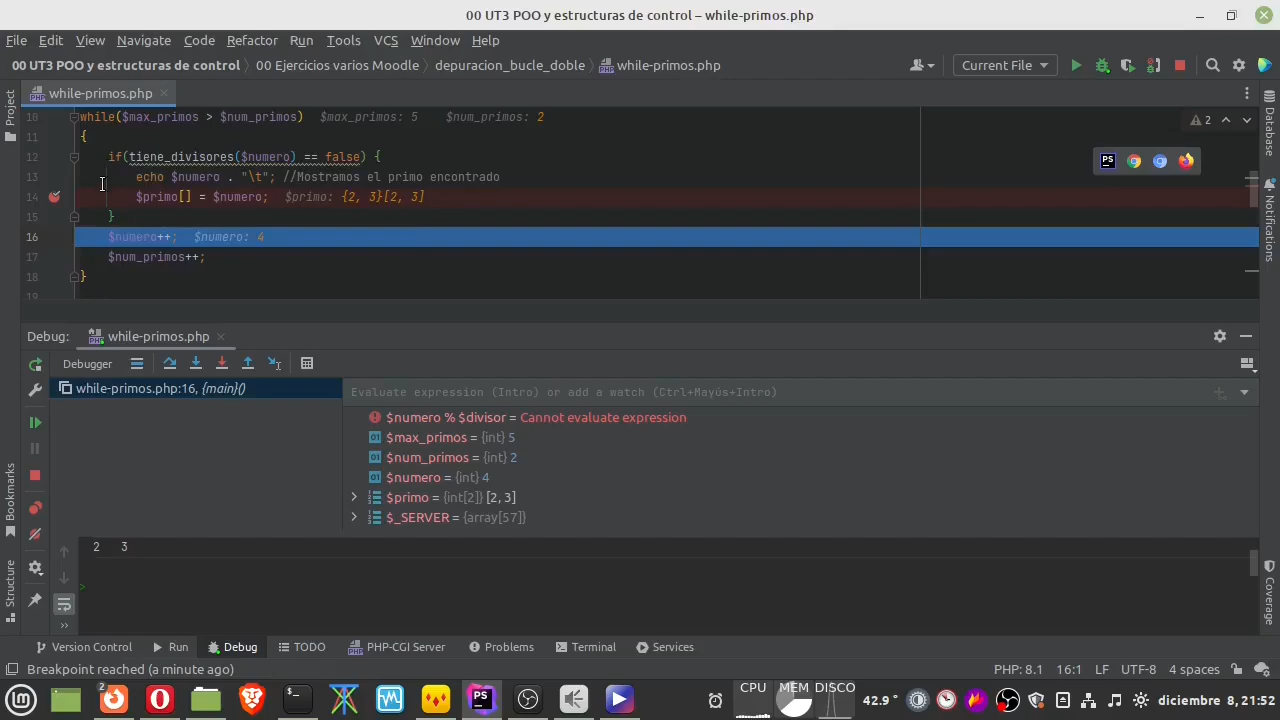 00 UT3 POO y estructuras de control – while-primos.php
File Edit View Navigate Code Refactor Run Tools VCS Window Help
00 UT3 POO y estructuras de control 00 Ejercicios varios Moodle depuracion_bucle_doble while-primos.php Current File
Project
while-primos.php
Database
10 while($max_primos > $num_primos) $max_primos: 5 $num_primos: 2
2
11 {
12 if(tiene_divisores($numero) == false) {
13 echo $numero . "\t"; //Mostramos el primo encontrado
14 $primo[] = $numero; $primo: {2, 3}[2, 3]
15 }
16 $numero++; $numero: 4
17 $num_primos++;
18 }
19
Notifications
Debug: while-primos.php
Debugger
while-primos.php:16, {main}()
Evaluate expression (Intro) or add a watch (Ctrl+Mayús+Intro)
$numero % $divisor = Cannot evaluate expression
$max_primos = {int} 5
$num_primos = {int} 2
$numero = {int} 4
$primo = {int[2]} [2, 3]
$_SERVER = {array[57]}
Bookmarks
Structure
Coverage
2 3
>
Version Control Run Debug TODO PHP-CGI Server Problems Terminal Services
Breakpoint reached (a minute ago) PHP: 8.1 16:1 LF UTF-8 4 spaces
2 PS CPU MEM DISCO 42.9° diciembre 8, 21:52